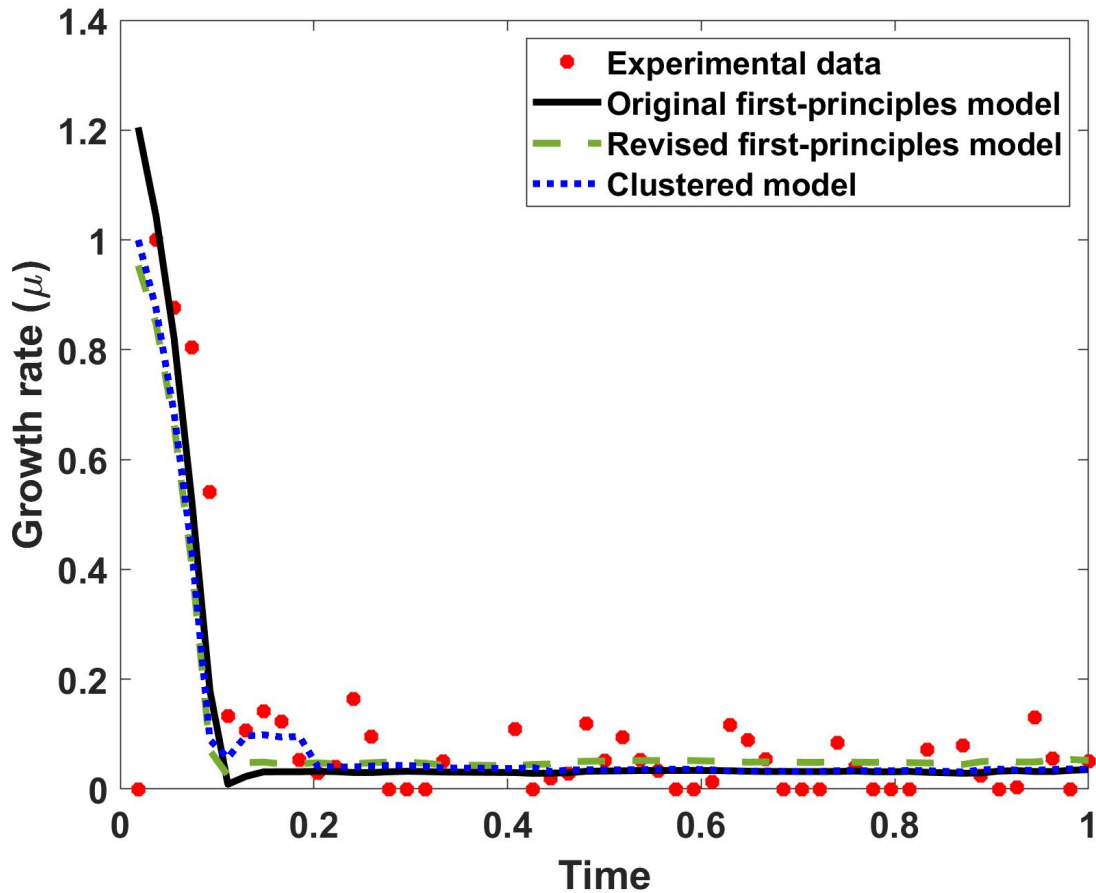 1.4
1.2
1
0.8
0.6
0.4
0.2
0
Growth rate (μ)
Experimental data
Original first-principles model
Revised first-principles model
Clustered model
0 0.2 0.4 0.6 0.8 1
Time